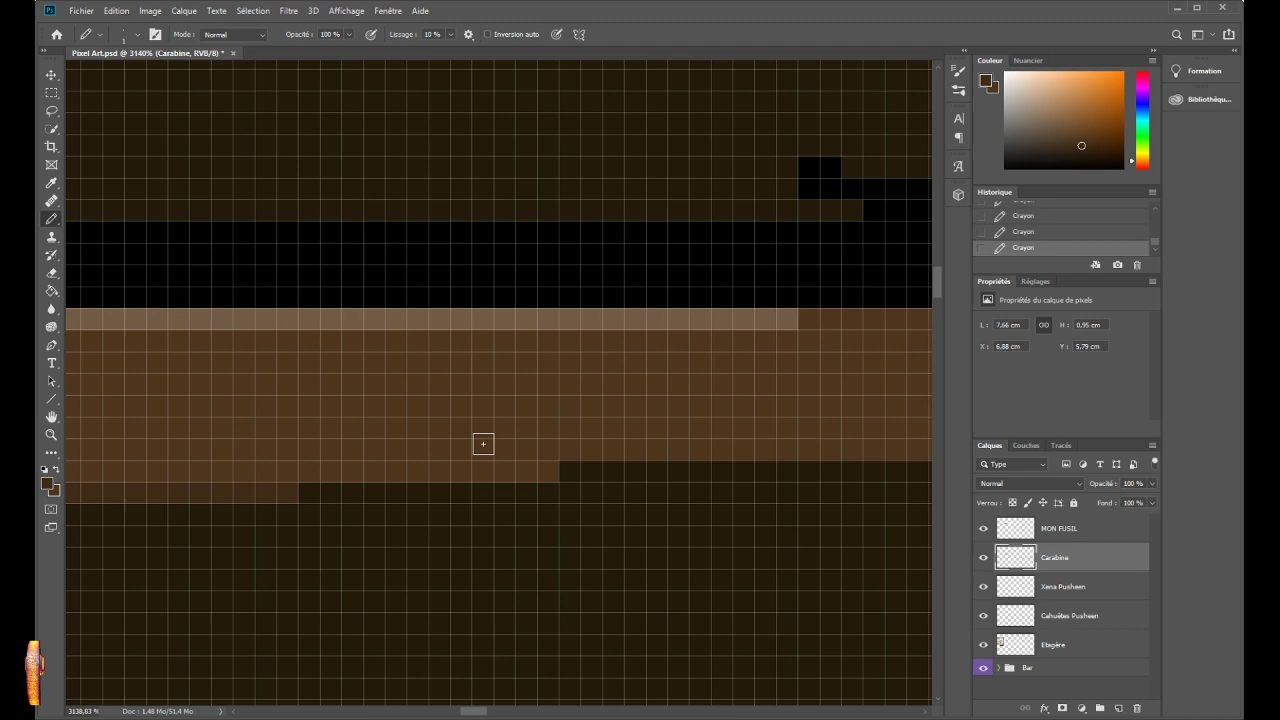 Ps Fichier Edition Image Calque Texte Sélection Filtre 3D Affichage Fenêtre Aide
1 Mode : Normal Opacité : 100 % Lissage : 10 % Inversion auto
Pixel Art.psd @ 3140% (Carabine, RVB/8) * ×
Couleur Nuancier
Formation
Bibliothèqu...
Historique
Crayon
Crayon
Crayon
Propriétés Réglages
Propriétés du calque de pixels
L : 7,66 cm H : 0,95 cm
X : 6,88 cm Y : 5,79 cm
Calques Couches Tracés
Type
Normal Opacité : 100 %
Verrou : Fond : 100 %
MON FUSIL
Carabine
Xena Pusheen
Cahuètes Pusheen
Etagère
Bar
3138,83 % Doc : 1,48 Mo/51,4 Mo